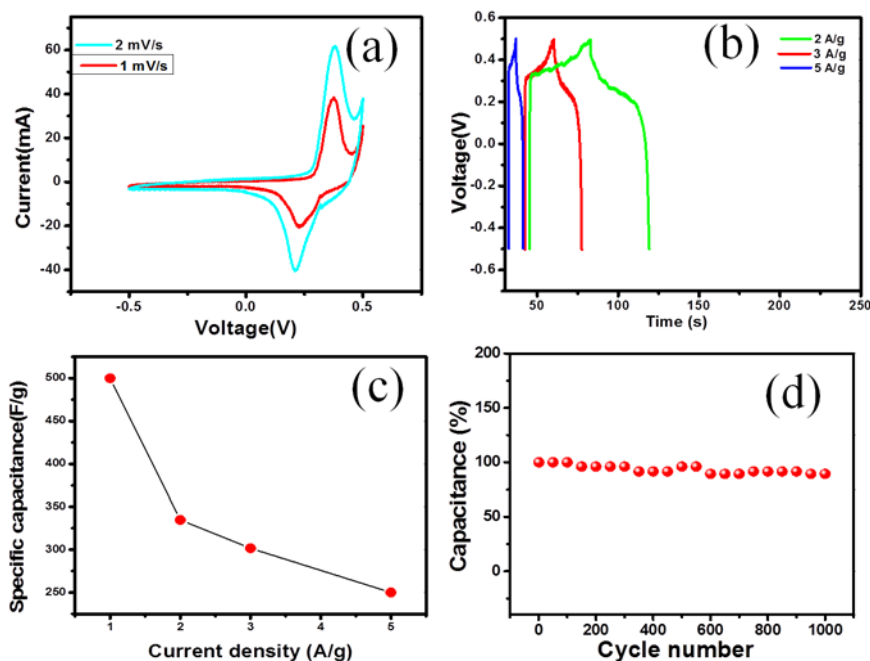 (a)
2 mV/s
1 mV/s
60
40
20
0
-20
-40
Current(mA)
-0.5
0.0
0.5
Voltage(V)
(b)
2 A/g
3 A/g
5 A/g
0.6
0.4
0.2
0.0
-0.2
-0.4
-0.6
Voltage(V)
50
100
150
200
250
Time (s)
(c)
500
450
400
350
300
250
Specific capacitance(F/g)
1
2
3
4
5
Current density (A/g)
(d)
200
150
100
50
0
Capacitance (%)
0
200
400
600
800
1000
Cycle number